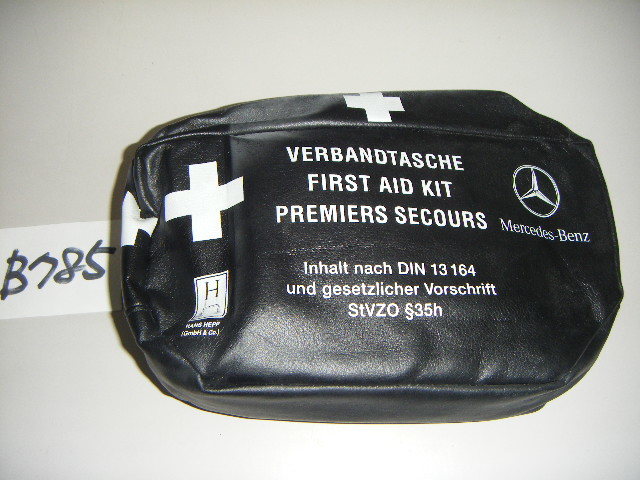 VERBANDTASCHE
FIRST AID KIT
PREMIERS SECOURS
Mercedes-Benz
Inhalt nach DIN 13 164
und gesetzlicher Vorschrift
StVZO §35h
H
HANS HEPP
(GmbH & Co.)
B785